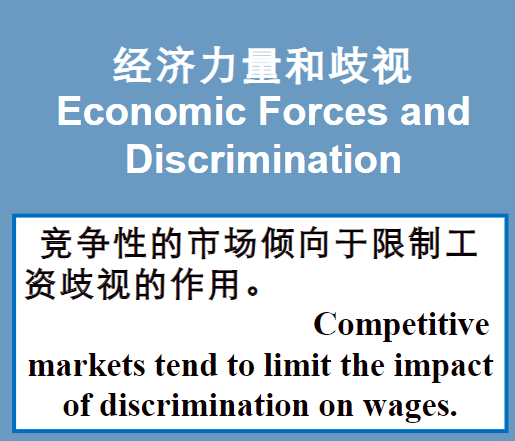 经济力量和歧视
Economic Forces and
Discrimination
竞争性的市场倾向于限制工
资歧视的作用。
Competitive
markets tend to limit the impact
of discrimination on wages.